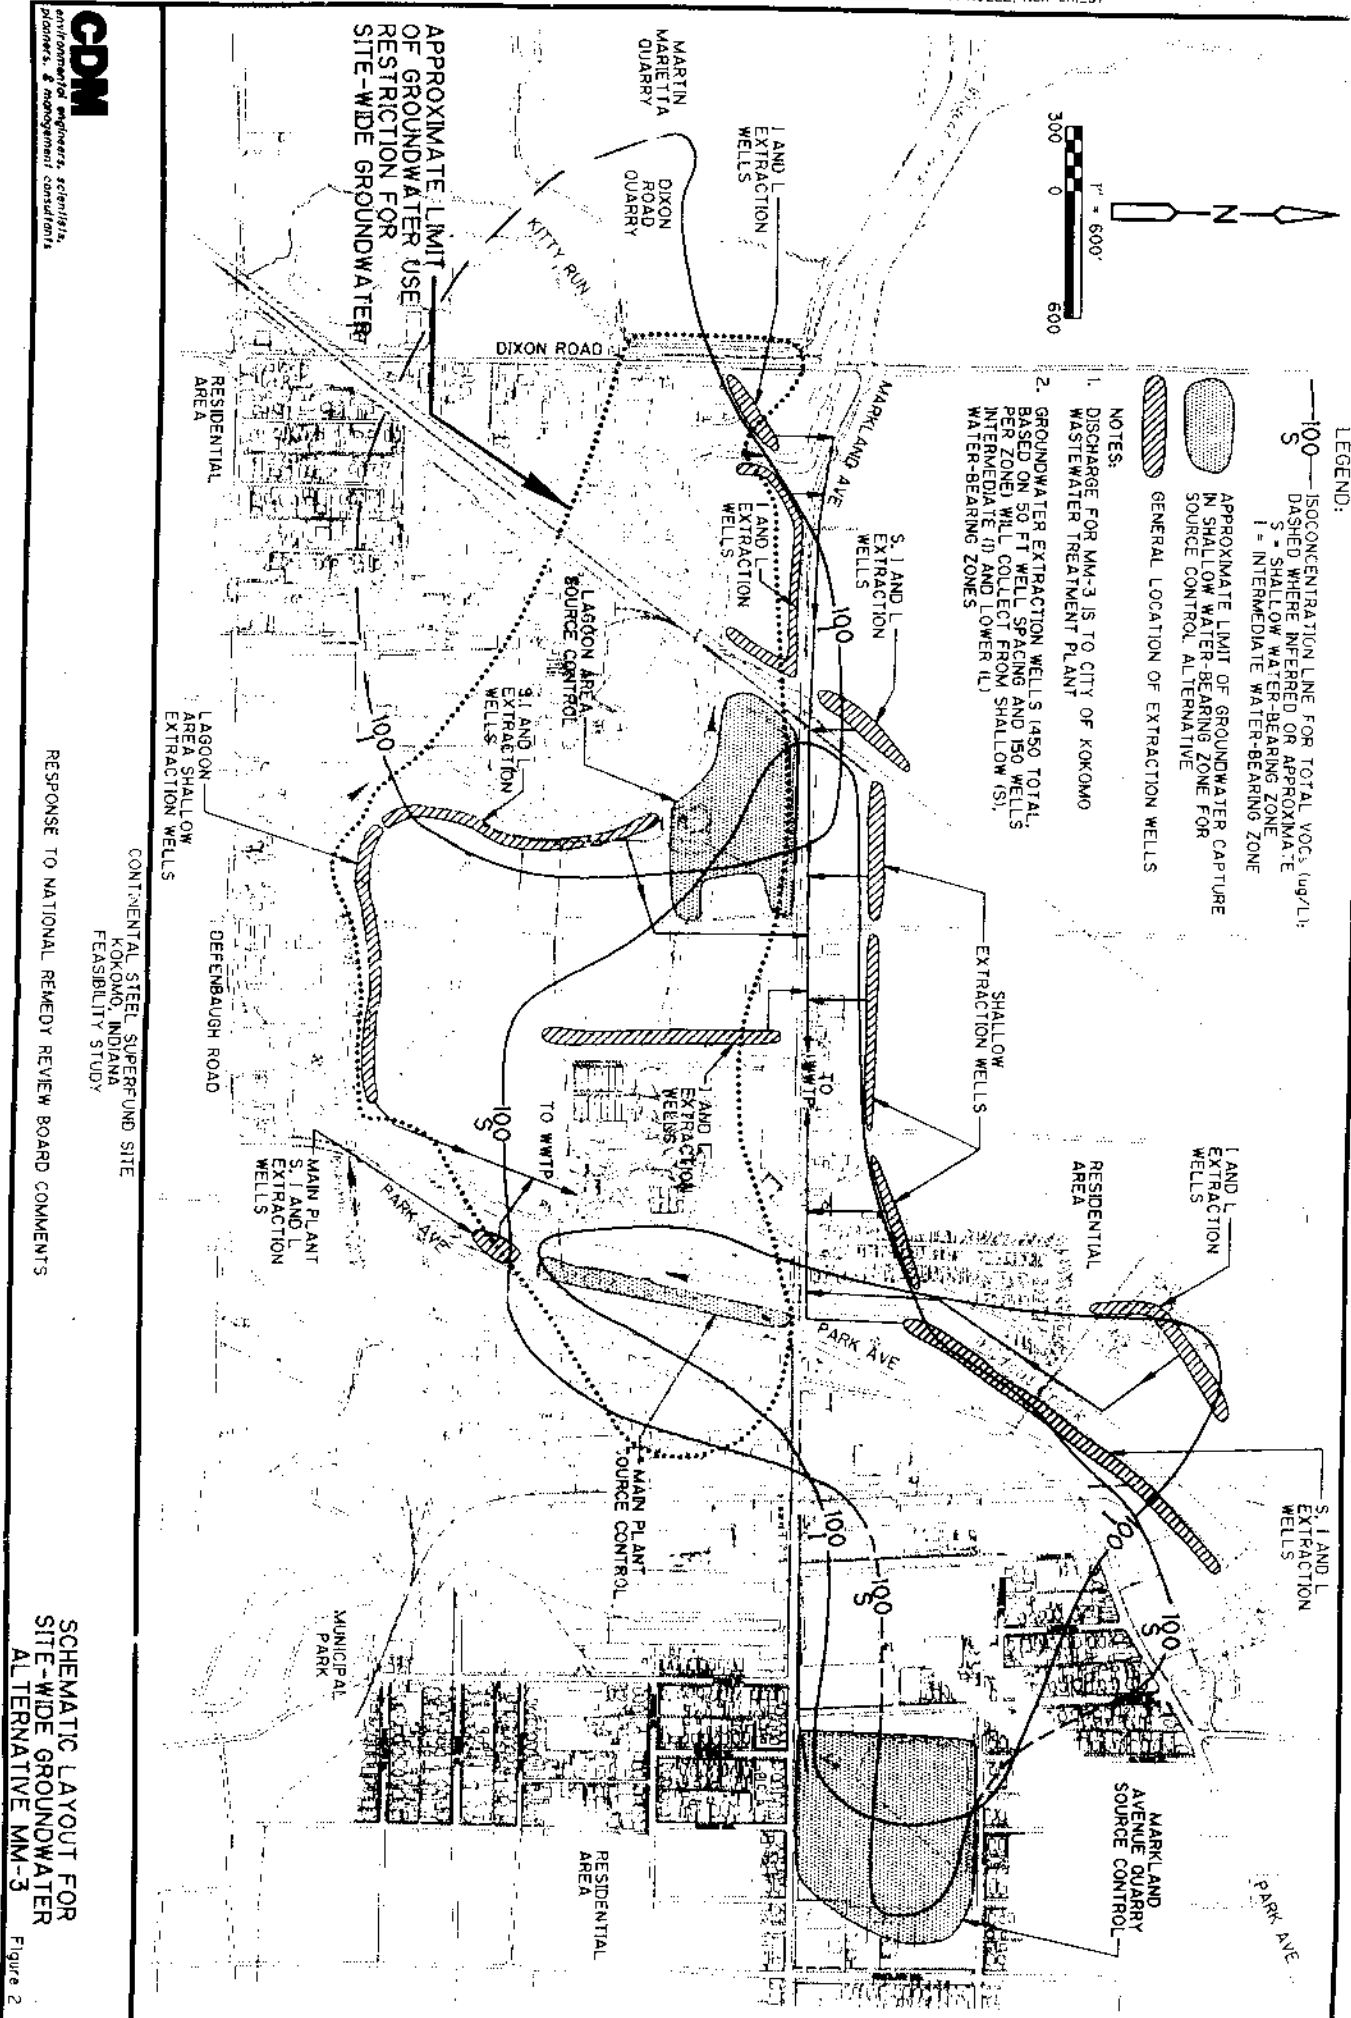 LEGEND:
—100— ISOCONCENTRATION LINE FOR TOTAL VOCs (ug/L);
S
DASHED WHERE INFERRED OR APPROXIMATE
S = SHALLOW WATER-BEARING ZONE
I = INTERMEDIATE WATER-BEARING ZONE
APPROXIMATE LIMIT OF GROUNDWATER CAPTURE
IN SHALLOW WATER-BEARING ZONE FOR
SOURCE CONTROL ALTERNATIVE
GENERAL LOCATION OF EXTRACTION WELLS
NOTES:
1. DISCHARGE FOR MM-3 IS TO CITY OF KOKOMO
WASTEWATER TREATMENT PLANT
2. GROUNDWATER EXTRACTION WELLS (450 TOTAL,
BASED ON 50 FT WELL SPACING AND 150 WELLS
PER ZONE) WILL COLLECT FROM SHALLOW (S),
INTERMEDIATE (I) AND LOWER (L)
WATER-BEARING ZONES
N
1" = 600'
300 0 600
MARTIN
MARIETTA
QUARRY
I AND L
EXTRACTION
WELLS
DIXON
ROAD
QUARRY
KITTY RUN
DIXON ROAD
MARKLAND AVE
APPROXIMATE LIMIT
OF GROUNDWATER USE
RESTRICTION FOR
SITE-WIDE GROUNDWATER
RESIDENTIAL
AREA
I AND L
EXTRACTION
WELLS
S, I AND L
EXTRACTION
WELLS
100
I
LAGOON AREA
SOURCE CONTROL
S, I AND L
EXTRACTION
WELLS
100
I
LAGOON
AREA SHALLOW
EXTRACTION WELLS
DEFENBAUGH ROAD
SHALLOW
EXTRACTION WELLS
TO
WWTP
I AND L
EXTRACTION
WELLS
100
S
TO WWTP
MAIN PLANT
S, I AND L
EXTRACTION
WELLS
PARK AVE
I AND L
EXTRACTION
WELLS
RESIDENTIAL
AREA
PARK AVE
S, I AND L
EXTRACTION
WELLS
MAIN PLANT
SOURCE CONTROL
100
I
100
S
100
I
100
S
MUNICIPAL
PARK
RESIDENTIAL
AREA
MARKLAND
AVENUE QUARRY
SOURCE CONTROL
PARK AVE
CDM
environmental engineers, scientists,
planners, & management consultants
CONTINENTAL STEEL SUPERFUND SITE
KOKOMO, INDIANA
FEASIBILITY STUDY
RESPONSE TO NATIONAL REMEDY REVIEW BOARD COMMENTS
SCHEMATIC LAYOUT FOR
SITE-WIDE GROUNDWATER
ALTERNATIVE MM-3
Figure 2